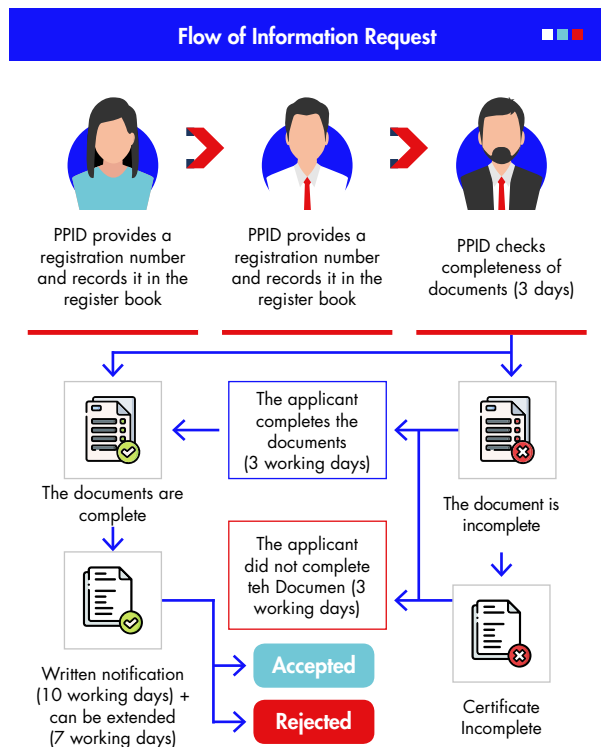 Flow of Information Request
PPID provides a
registration number
and records it in the
register book
PPID provides a
registration number
and records it in the
register book
PPID checks
completeness of
documents (3 days)
The applicant
completes the
documents
(3 working days)
The documents are
complete
The document is
incomplete
The applicant
did not complete
teh Documen (3
working days)
Written notification
(10 working days) +
can be extended
(7 working days)
Accepted
Rejected
Certificate
Incomplete